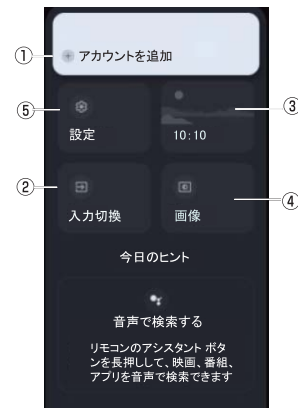 ① アカウントを追加
⑤ ③
設定 10:10
② ④
入力切換 画像
今日のヒント
音声で検索する
リモコンのアシスタント ボタ
ンを長押しして、映画、番組、
アプリを音声で検索できます